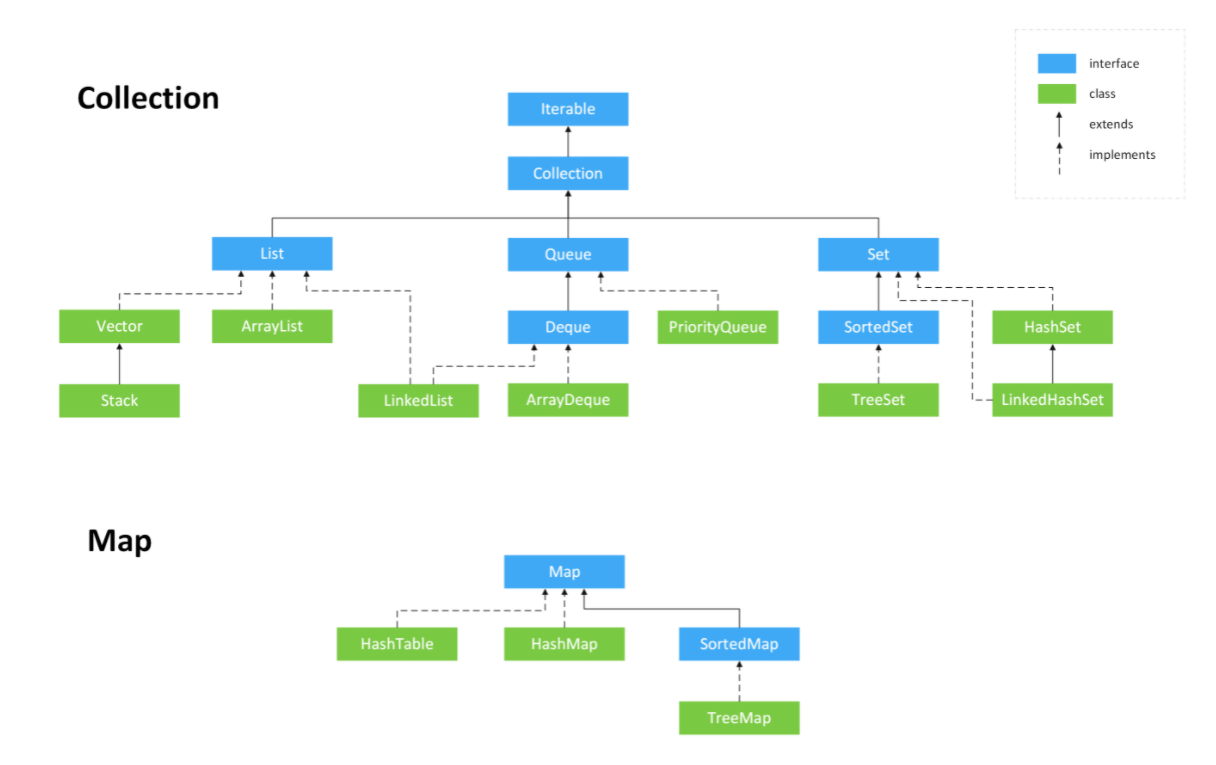 interface
class
extends
implements
Collection
Iterable
Collection
List
Queue
Set
Vector
ArrayList
Deque
PriorityQueue
SortedSet
HashSet
Stack
LinkedList
ArrayDeque
TreeSet
LinkedHashSet
Map
Map
HashTable
HashMap
SortedMap
TreeMap